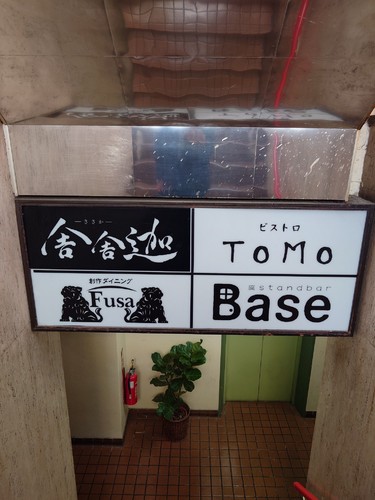 舎舎迦
ビストロ
ToMo
創作ダイニング
Fusa
standbar
Base